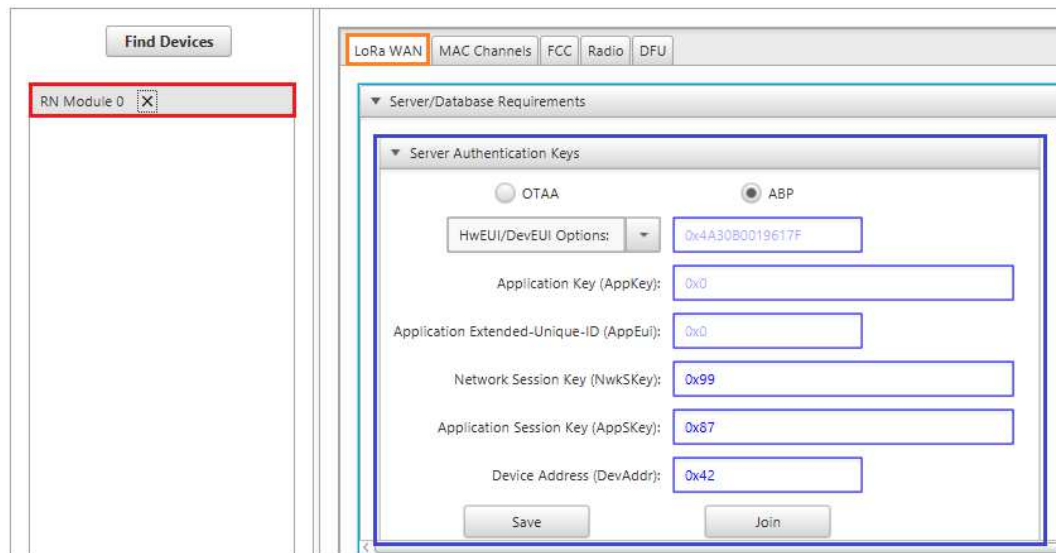 Find Devices
RN Module 0
LoRa WAN MAC Channels FCC Radio DFU
Server/Database Requirements
Server Authentication Keys
OTAA ABP
HwEUI/DevEUI Options: 0x4A30B0019617F
Application Key (AppKey): 0x0
Application Extended-Unique-ID (AppEui): 0x0
Network Session Key (NwkSKey): 0x99
Application Session Key (AppSKey): 0x87
Device Address (DevAddr): 0x42
Save Join